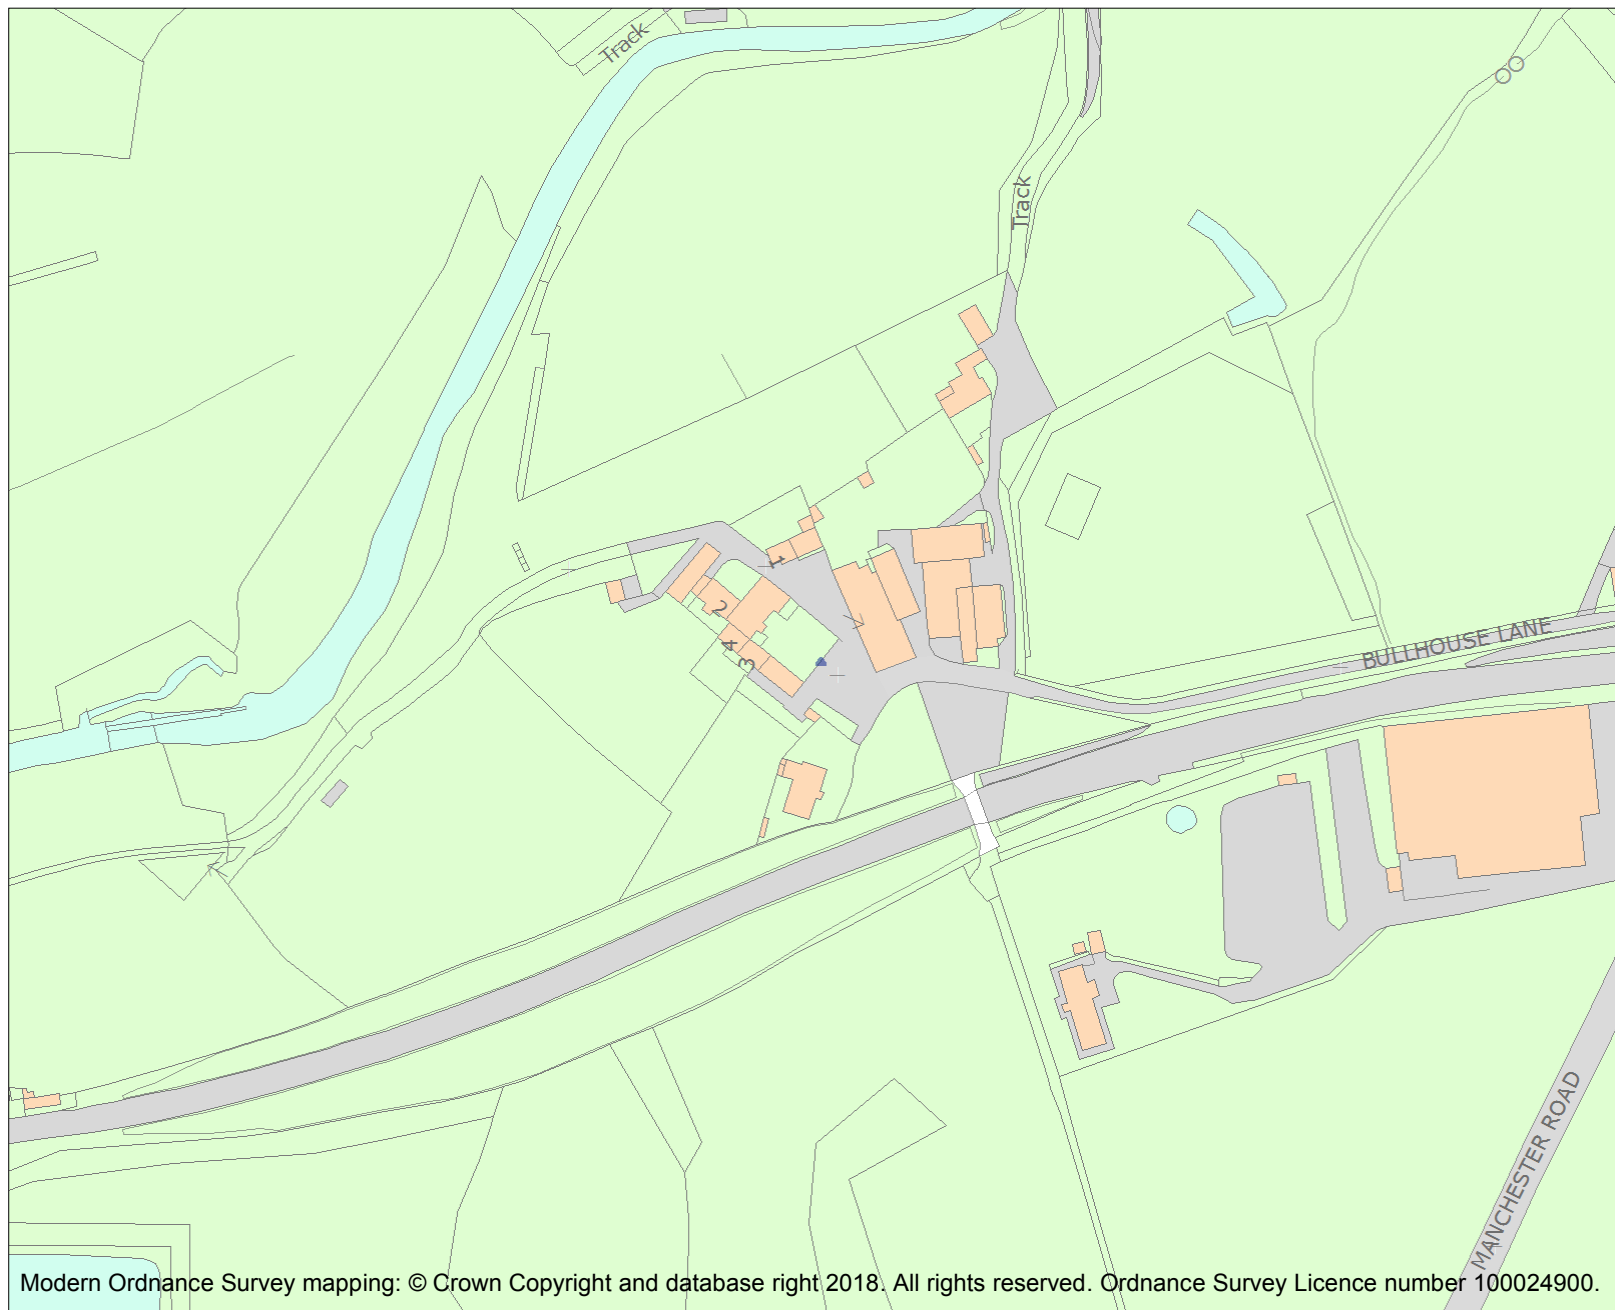 Track
Track
1
2
4
3
BULLHOUSE LANE
MANCHESTER ROAD
Modern Ordnance Survey mapping: © Crown Copyright and database right 2018. All rights reserved. Ordnance Survey Licence number 100024900.